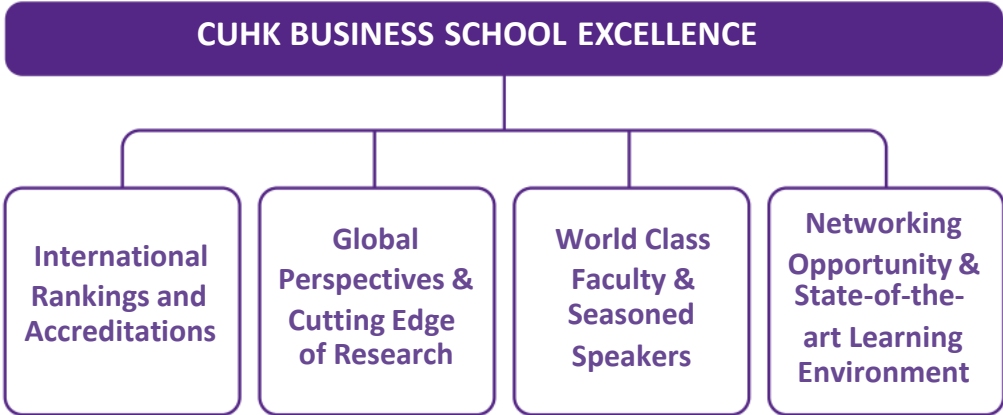 CUHK BUSINESS SCHOOL EXCELLENCE
International
Rankings and
Accreditations
Global
Perspectives &
Cutting Edge
of Research
World Class
Faculty &
Seasoned
Speakers
Networking
Opportunity &
State-of-the-
art Learning
Environment